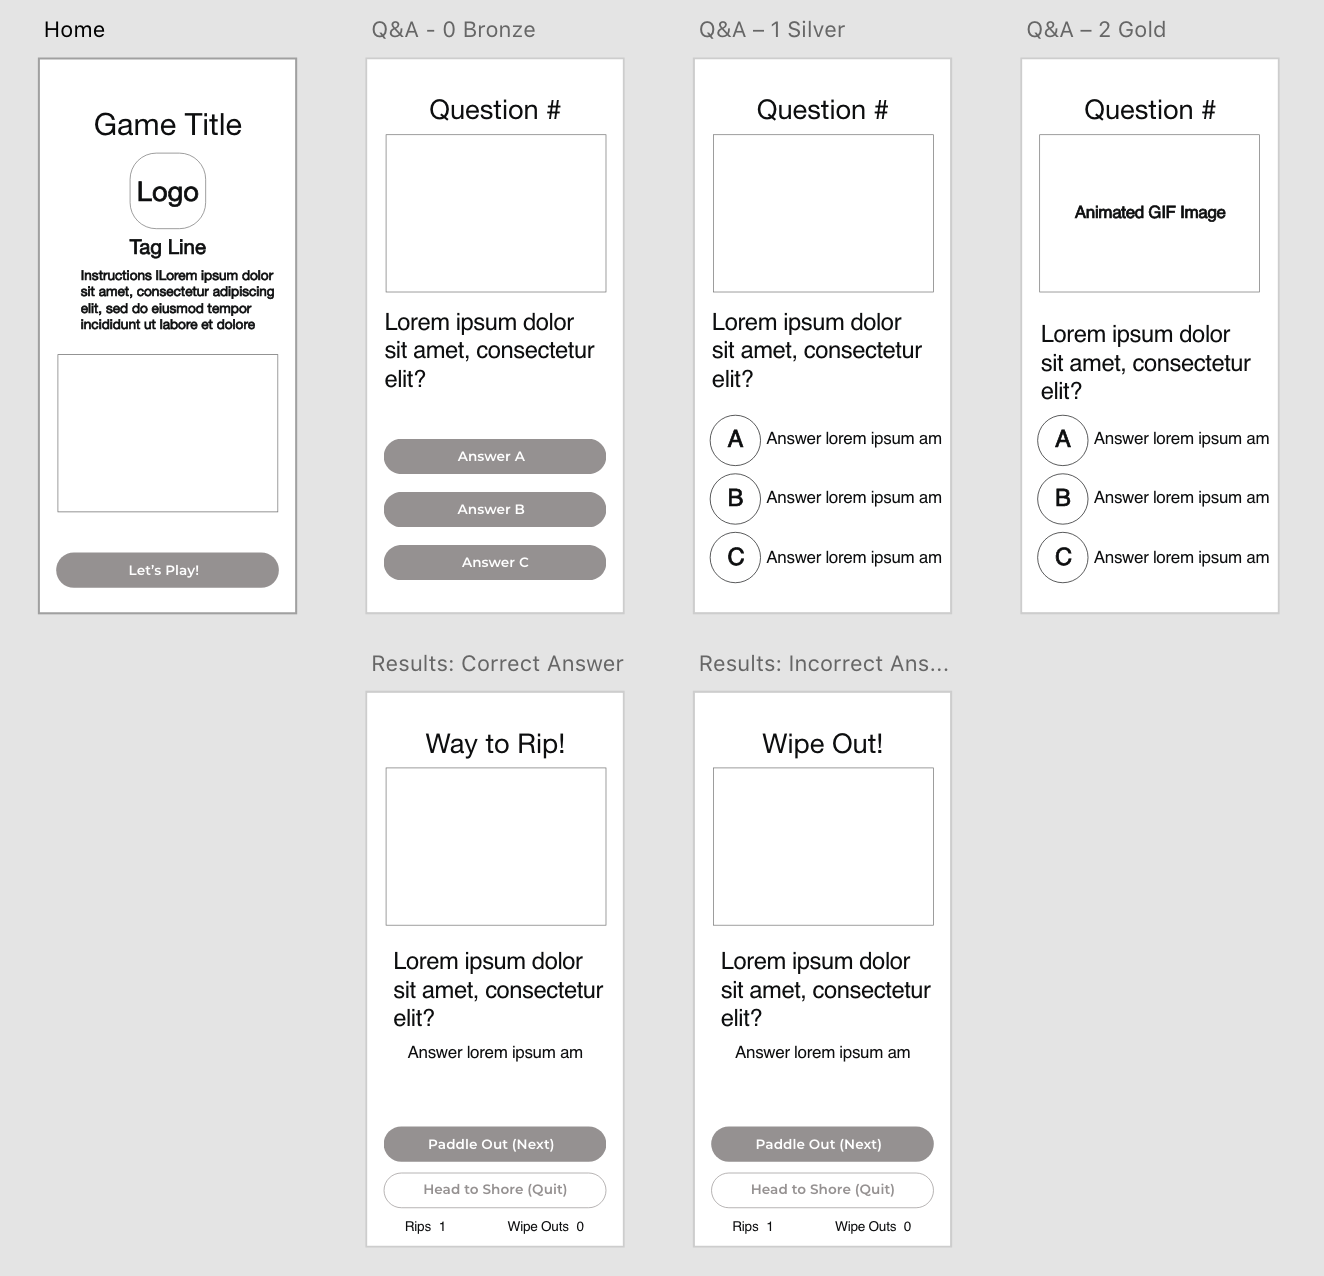 Home
Game Title
Logo
Tag Line
Instructions lLorem ipsum dolor
sit amet, consectetur adipiscing
elit, sed do eiusmod tempor
incididunt ut labore et dolore
Let's Play!
Q&A - 0 Bronze
Question #
Lorem ipsum dolor
sit amet, consectetur
elit?
Answer A
Answer B
Answer C
Q&A – 1 Silver
Question #
Lorem ipsum dolor
sit amet, consectetur
elit?
A Answer lorem ipsum am
B Answer lorem ipsum am
C Answer lorem ipsum am
Q&A – 2 Gold
Question #
Animated GIF Image
Lorem ipsum dolor
sit amet, consectetur
elit?
A Answer lorem ipsum am
B Answer lorem ipsum am
C Answer lorem ipsum am
Results: Correct Answer
Way to Rip!
Lorem ipsum dolor
sit amet, consectetur
elit?
Answer lorem ipsum am
Paddle Out (Next)
Head to Shore (Quit)
Rips 1 Wipe Outs 0
Results: Incorrect Ans...
Wipe Out!
Lorem ipsum dolor
sit amet, consectetur
elit?
Answer lorem ipsum am
Paddle Out (Next)
Head to Shore (Quit)
Rips 1 Wipe Outs 0